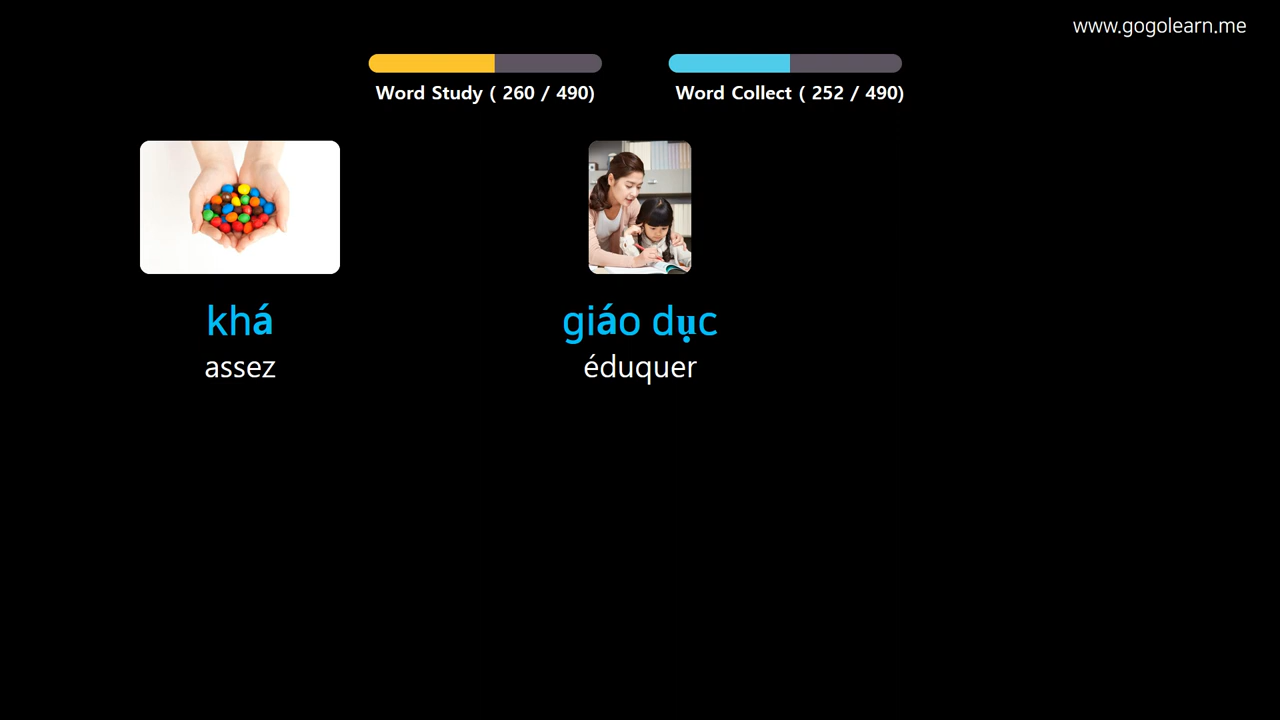 www.gogolearn.me
Word Study ( 260 / 490)
Word Collect ( 252 / 490)
khá
assez
giáo dục
éduquer